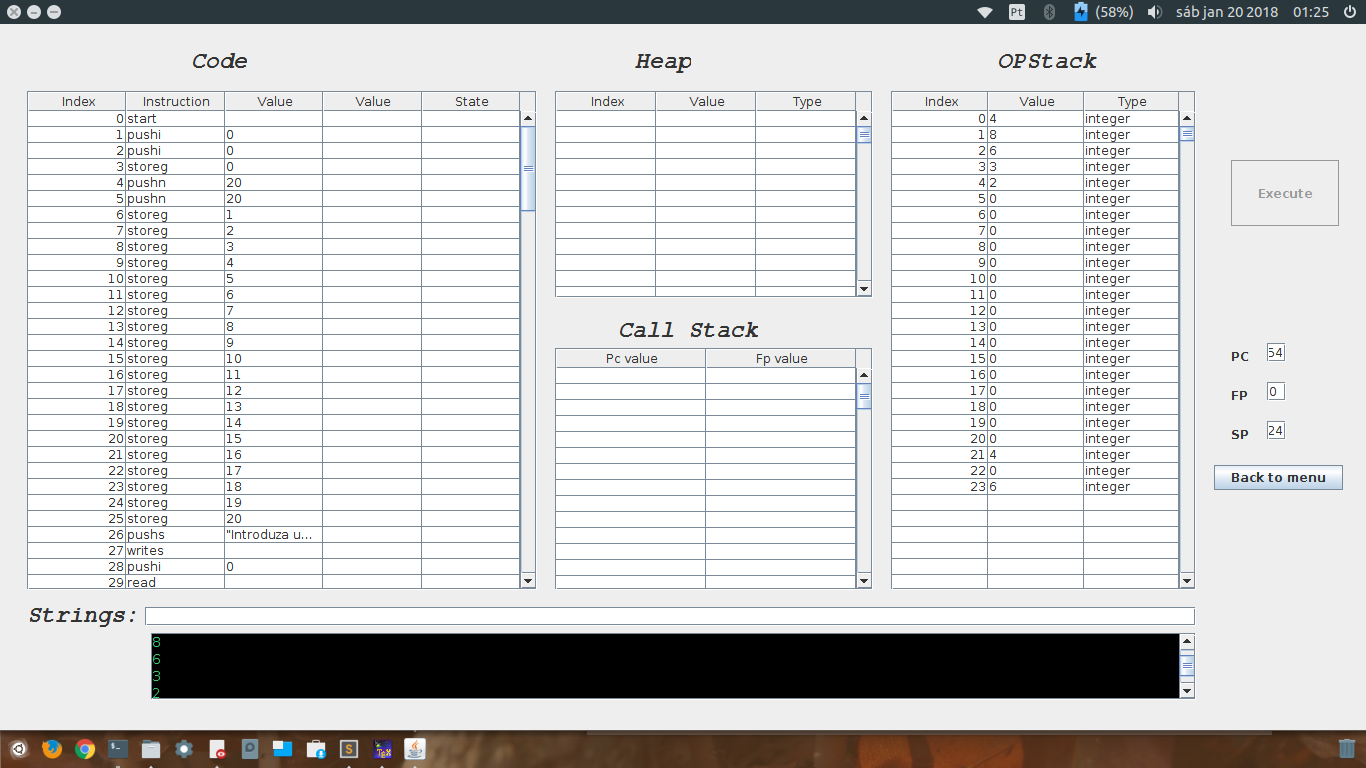 Pt (58%) sáb jan 20 2018 01:25
Code
Index Instruction Value Value State
0 start
1 pushi 0
2 pushi 0
3 storeg 0
4 pushn 20
5 pushn 20
6 storeg 1
7 storeg 2
8 storeg 3
9 storeg 4
10 storeg 5
11 storeg 6
12 storeg 7
13 storeg 8
14 storeg 9
15 storeg 10
16 storeg 11
17 storeg 12
18 storeg 13
19 storeg 14
20 storeg 15
21 storeg 16
22 storeg 17
23 storeg 18
24 storeg 19
25 storeg 20
26 pushs "Introduza u...
27 writes
28 pushi 0
29 read
Heap
Index Value Type
Call Stack
Pc value Fp value
OPStack
Index Value Type
0 4 integer
1 8 integer
2 6 integer
3 3 integer
4 2 integer
5 0 integer
6 0 integer
7 0 integer
8 0 integer
9 0 integer
10 0 integer
11 0 integer
12 0 integer
13 0 integer
14 0 integer
15 0 integer
16 0 integer
17 0 integer
18 0 integer
19 0 integer
20 0 integer
21 4 integer
22 0 integer
23 6 integer
Execute
PC 54
FP 0
SP 24
Back to menu
Strings:
8
6
3
2